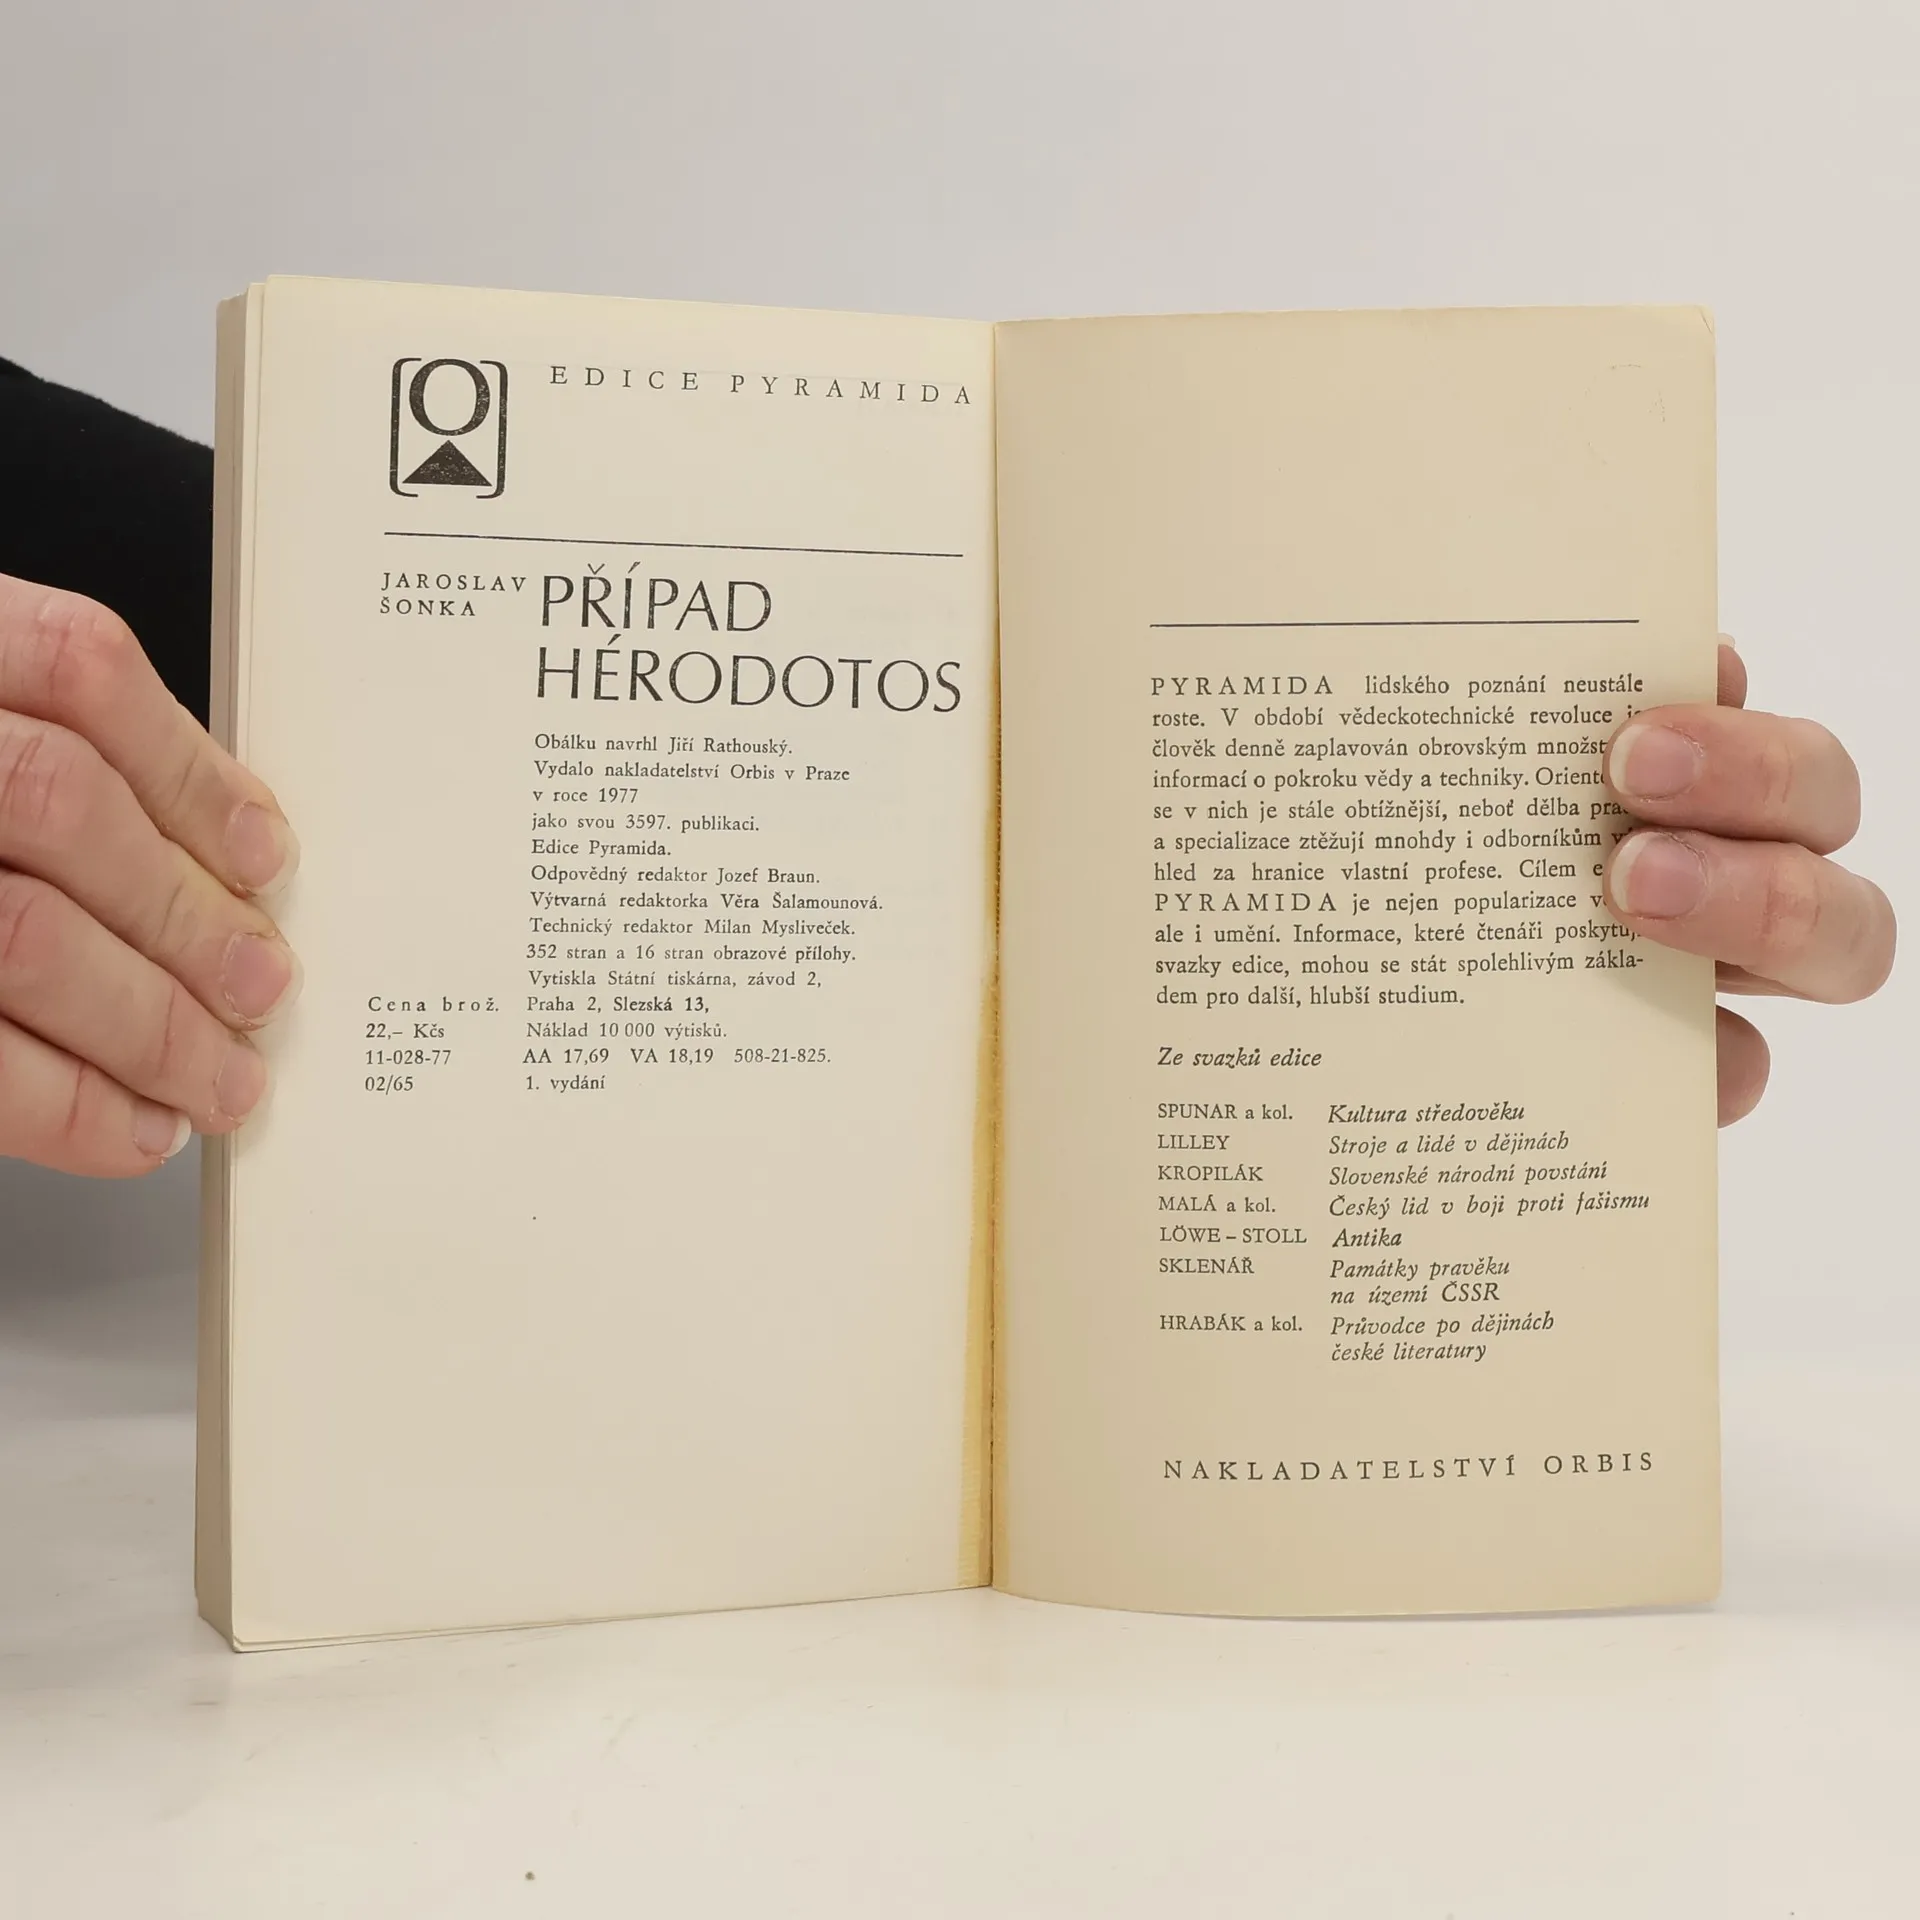 EDICE PYRAMIDA
JAROSLAV
ŠONKA
PŘÍPAD
HÉRODOTOS
Obálku navrhl Jiří Rathouský.
Vydalo nakladatelství Orbis v Praze
v roce 1977
jako svou 3597. publikaci.
Edice Pyramida.
Odpovědný redaktor Jozef Braun.
Výtvarná redaktorka Věra Šalamounová.
Technický redaktor Milan Mysliveček.
352 stran a 16 stran obrazové přílohy.
Vytiskla Státní tiskárna, závod 2,
Cena brož. Praha 2, Slezská 13,
22,– Kčs Náklad 10 000 výtisků.
11-028-77 AA 17,69 VA 18,19 508-21-825.
02/65 1. vydání
PYRAMIDA lidského poznání neustále
roste. V období vědeckotechnické revoluce
člověk denně zaplavován obrovským
informací o pokroku vědy a techniky.
se v nich je stále obtížnější, neboť dělba
a specializace ztěžují mnohdy i odborníkům
hled za hranice vlastní profese. Cílem
PYRAMIDA je nejen popularizace
ale i umění. Informace, které čtenáři
svazky edice, mohou se stát spolehlivým zákla-
dem pro další, hlubší studium.
Ze svazků edice
SPUNAR a kol. Kultura středověku
LILLEY Stroje a lidé v dějinách
KROPILÁK Slovenské národní povstání
MALÁ a kol. Český lid v boji proti fašismu
LÖWE – STOLL Antika
SKLENÁŘ Památky pravěku
na území ČSSR
HRABÁK a kol. Průvodce po dějinách
české literatury
NAKLADATELSTVÍ ORBIS